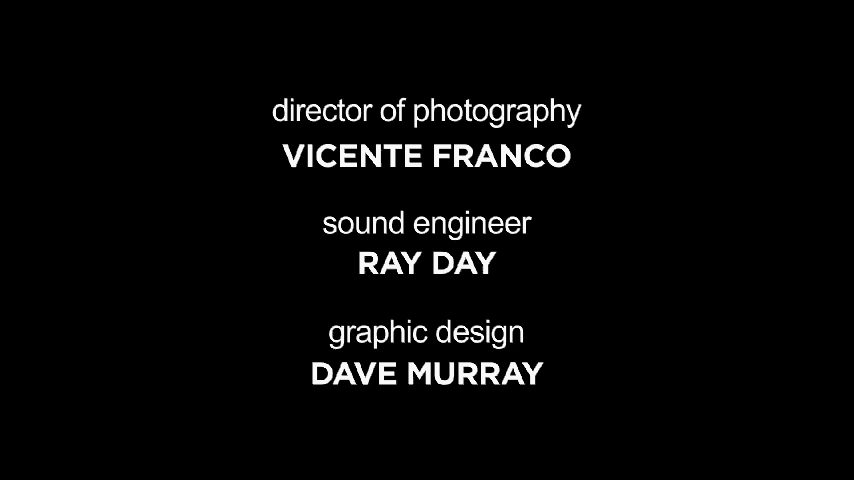 director of photography
VICENTE FRANCO
sound engineer
RAY DAY
graphic design
DAVE MURRAY